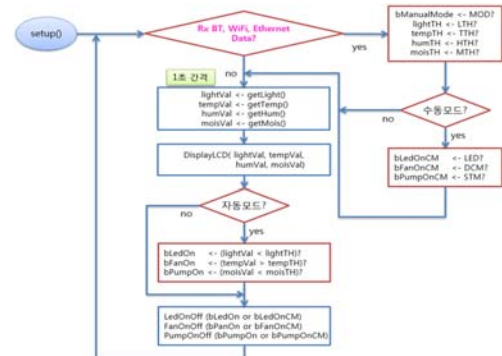 setup()
Rx BT, WiFi, Ethernet
Data?
yes
no
bManualMode <- MOD?
lightTH <- LTH?
tempTH <- TTH?
humTH <- HTH?
moisTH <- MTH?
수동모드?
no
yes
bLedOnCM <- LED?
bFanOnCM <- DCM?
bPumpOnCM <- STM?
1초 간격
lightVal <- getLight()
tempVal <- getTemp()
humVal <- getHum()
moisVal <- getMois()
DisplayLCD( lightVal, tempVal,
humVal, moisVal)
자동모드?
no
yes
bLedOn <- (lightVal < lightTH)?
bFanOn <- (tempVal > tempTH)?
bPumpOn <- (moisVal < moisTH)?
LedOnOff (bLedOn or bLedOnCM)
FanOnOff (bPanOn or bFanOnCM)
PumponOff (bPumpOn or bPumpOnCM)